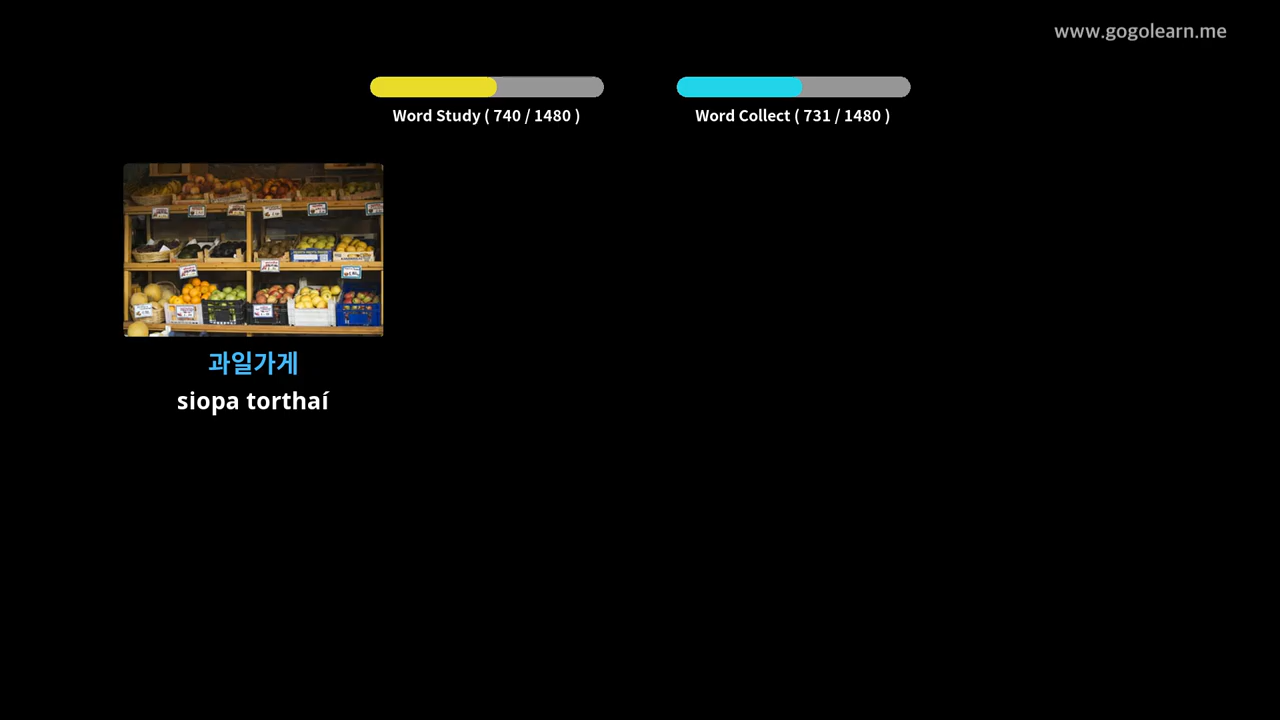 www.gogolearn.me
Word Study ( 740 / 1480 )
Word Collect ( 731 / 1480 )
과일가게
siopa torthaí